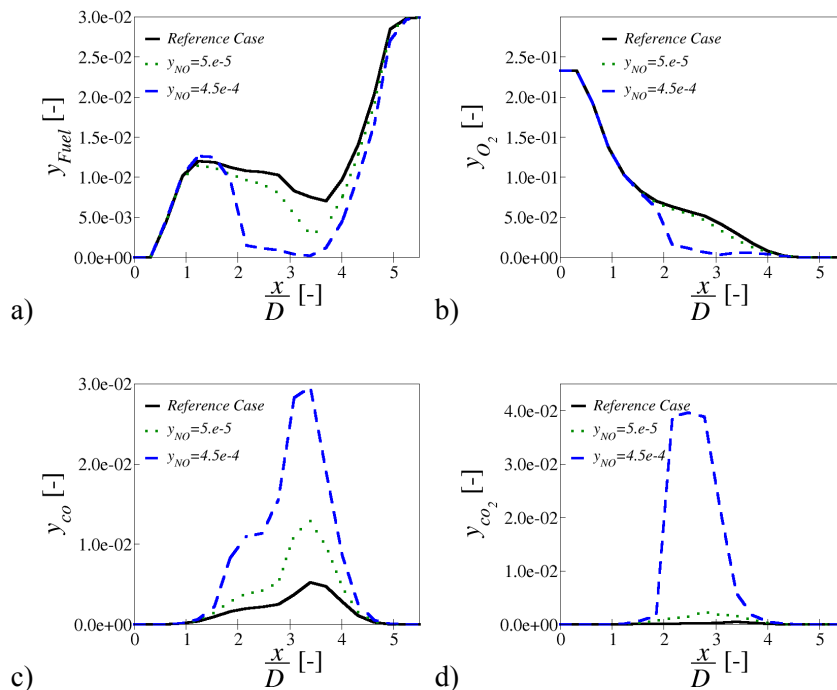 3.0e-02
2.5e-02
2.0e-02
1.5e-02
1.0e-02
5.0e-03
0.0e+00
y_Fuel [-]
Reference Case
y_NO=5.e-5
y_NO=4.5e-4
0 1 2 3 4 5
x/D [-]
a)
2.5e-01
2.0e-01
1.5e-01
1.0e-01
5.0e-02
0.0e+00
y_O2 [-]
Reference Case
y_NO=5.e-5
y_NO=4.5e-4
0 1 2 3 4 5
x/D [-]
b)
3.0e-02
2.0e-02
1.0e-02
0.0e+00
y_co [-]
Reference Case
y_NO=5.e-5
y_NO=4.5e-4
0 1 2 3 4 5
x/D [-]
c)
4.0e-02
3.0e-02
2.0e-02
1.0e-02
0.0e+00
y_co2 [-]
Reference Case
y_NO=5.e-5
y_NO=4.5e-4
0 1 2 3 4 5
x/D [-]
d)